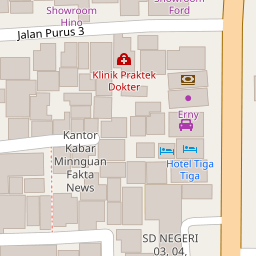 Showroom
Hino
Showroom
Ford
Jalan Purus 3
Klinik Praktek
Dokter
Erny
Kantor
Kabar
Minnguan
Fakta
News
Hotel Tiga
Tiga
SD NEGERI
03, 04,